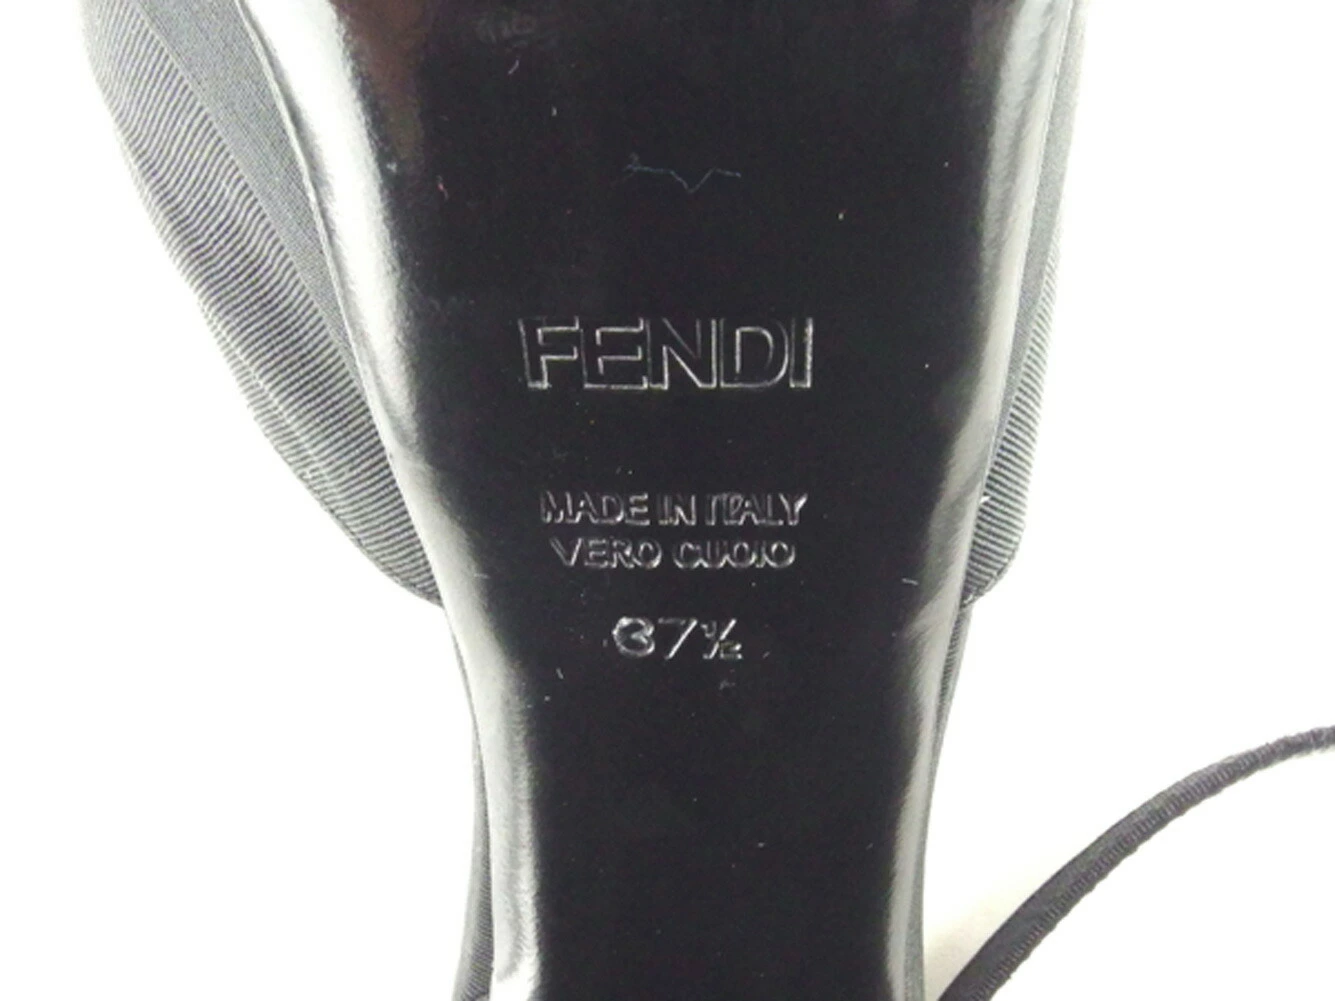 FENDI
MADE IN ITALY
VERO CUOIO
37½